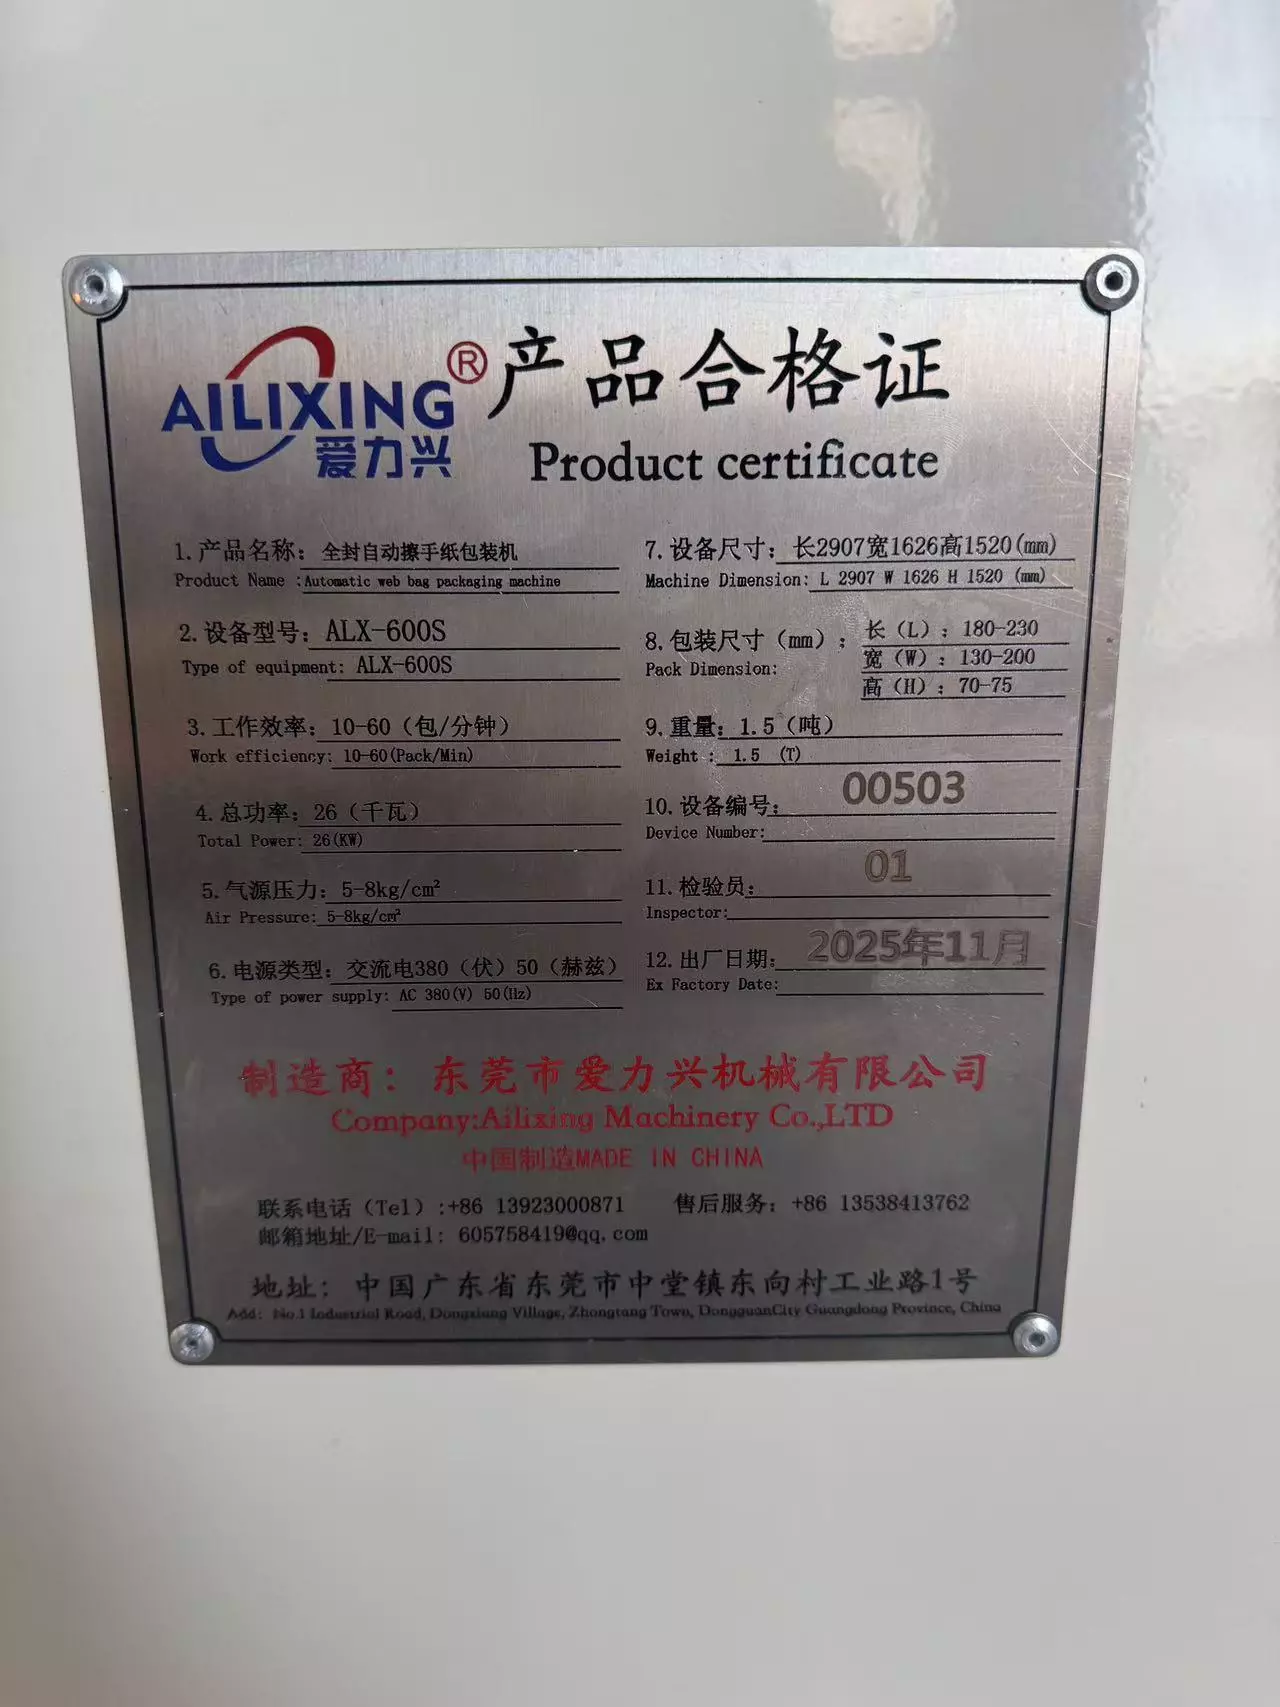 AILIXING®
爱力兴
产品合格证
Product certificate
1.产品名称：全封自动擦手纸包装机
Product Name :Automatic web bag packaging machine
2.设备型号：ALX-600S
Type of equipment: ALX-600S
3.工作效率：10-60（包/分钟）
Work efficiency: 10-60(Pack/Min)
4.总功率：26（千瓦）
Total Power: 26(KW)
5.气源压力：5-8kg/cm²
Air Pressure: 5-8kg/cm²
6.电源类型：交流电380（伏）50（赫兹）
Type of power supply: AC 380(V) 50(Hz)
7.设备尺寸：长2907宽1626高1520(mm)
Machine Dimension: L 2907 W 1626 H 1520 (mm)
8.包装尺寸（mm）：长（L）：180-230
Pack Dimension: 宽（W）：130-200
高（H）：70-75
9.重量：1.5（吨）
Weight : 1.5 (T)
10.设备编号：00503
Device Number:
11.检验员：01
Inspector:
12.出厂日期：2025年11月
Ex Factory Date:
制造商：东莞市爱力兴机械有限公司
Company:Ailixing Machinery Co.,LTD
中国制造MADE IN CHINA
联系电话（Tel）:+86 13923000871 售后服务：+86 13538413762
邮箱地址/E-mail: 605758419@qq.com
地址：中国广东省东莞市中堂镇东向村工业路1号
Add: No.1 Industrial Road, Dongxiang Village, Zhongtang Town, DongguanCity Guangdong Province, China